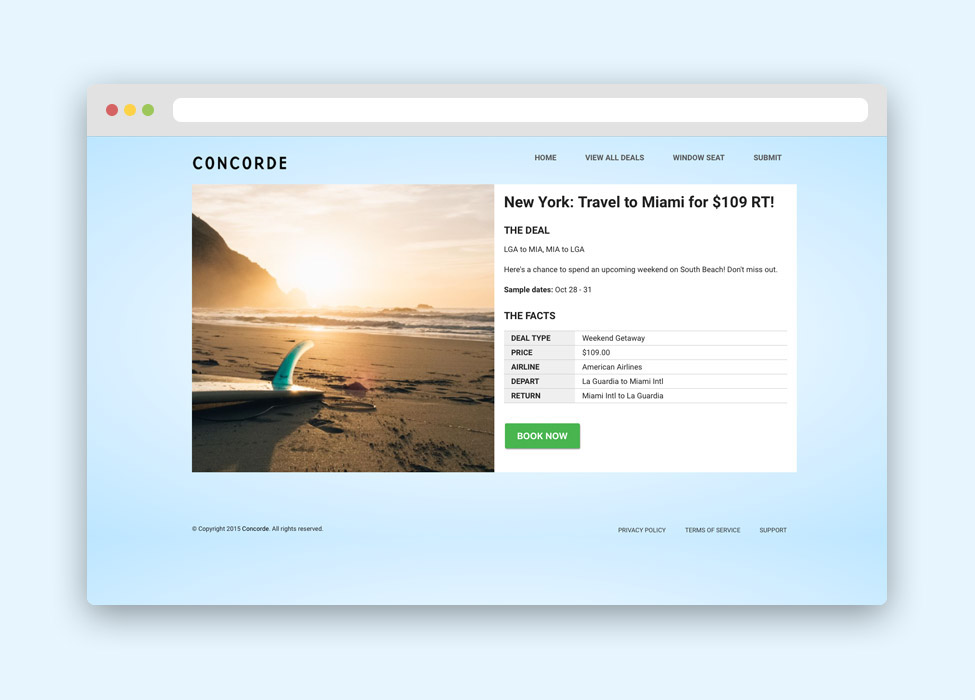 CONCORDE
HOME VIEW ALL DEALS WINDOW SEAT SUBMIT
New York: Travel to Miami for $109 RT!
THE DEAL
LGA to MIA, MIA to LGA
Here's a chance to spend an upcoming weekend on South Beach! Don't miss out.
Sample dates: Oct 28 - 31
THE FACTS
DEAL TYPE Weekend Getaway
PRICE $109.00
AIRLINE American Airlines
DEPART La Guardia to Miami Intl
RETURN Miami Intl to La Guardia
BOOK NOW
© Copyright 2015 Concorde. All rights reserved.
PRIVACY POLICY TERMS OF SERVICE SUPPORT